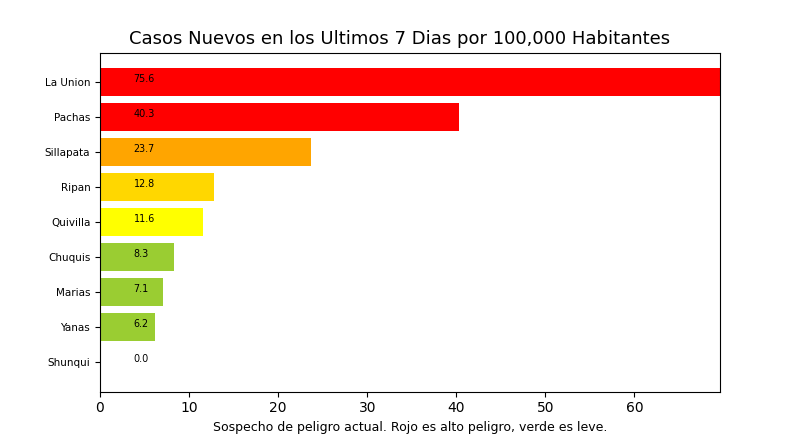 Casos Nuevos en los Ultimos 7 Dias por 100,000 Habitantes
La Union 75.6
Pachas 40.3
Sillapata 23.7
Ripan 12.8
Quivilla 11.6
Chuquis 8.3
Marias 7.1
Yanas 6.2
Shunqui 0.0
0 10 20 30 40 50 60
Sospecho de peligro actual. Rojo es alto peligro, verde es leve.